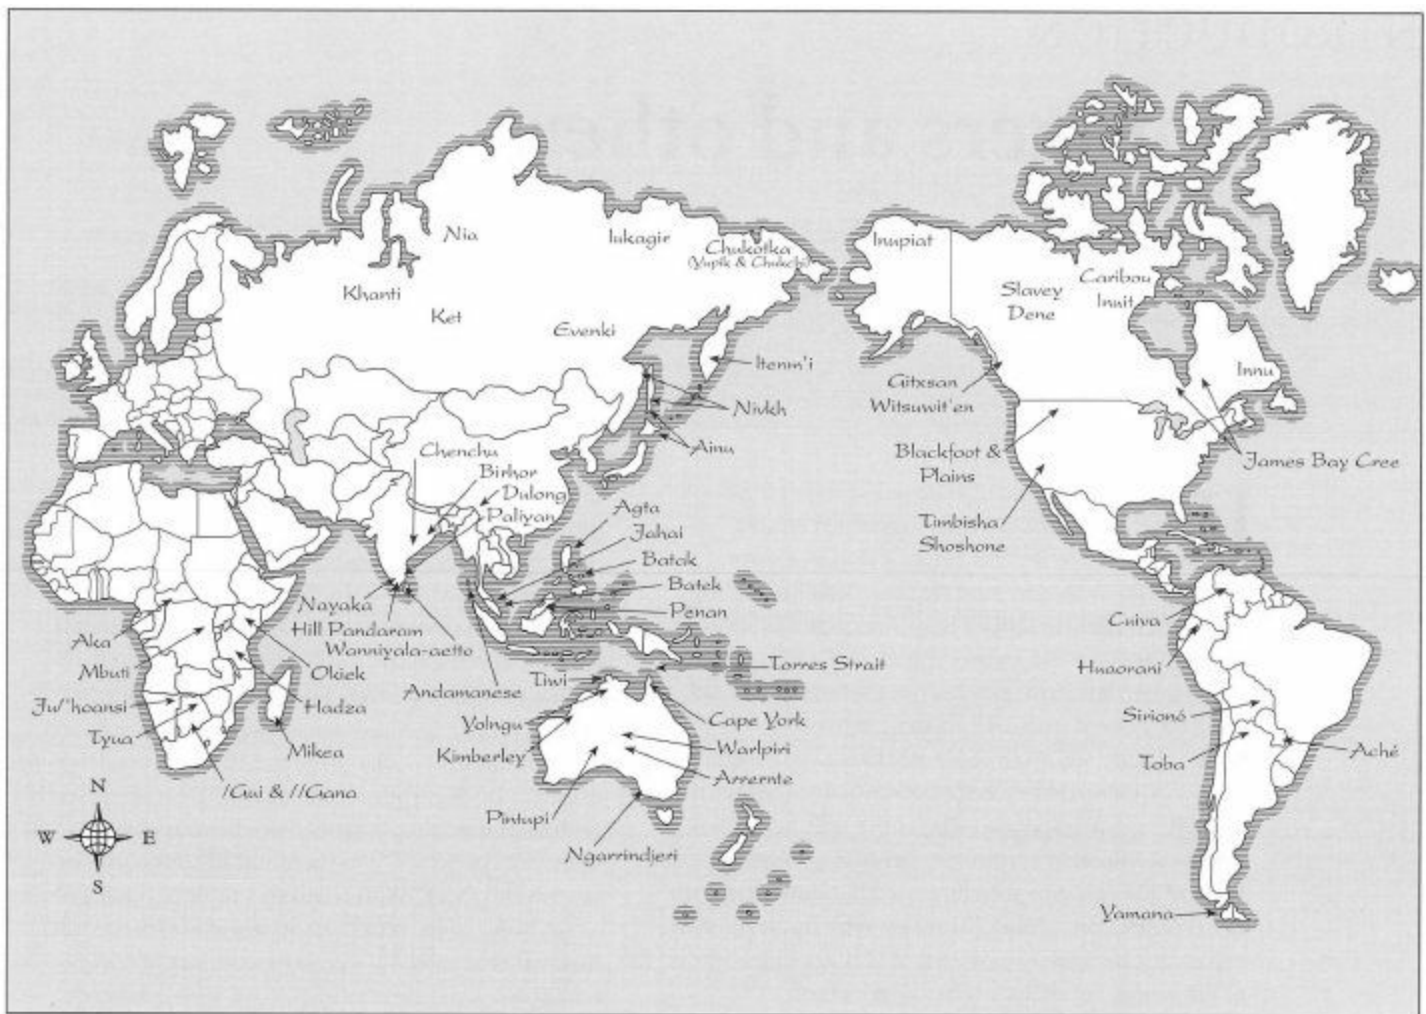 Nia
Iukagir
Chukotka
(Yupik & Chukchi)
Khanti
Ket
Evenki
Itenm'i
Nivkh
Ainu
Inupiat
Slavey
Dene
Caribou
Inuit
Innu
Gitxsan
Witsuwit'en
Blackfoot &
Plains
James Bay Cree
Timbisha
Shoshone
Chenchu
Birhor
Dulong
Paliyan
Agta
Jahai
Batak
Batek
Penan
Nayaka
Hill Pandaram
Wanniyala-aetto
Andamanese
Aka
Mbuti
Ju/'hoansi
Tyua
/Gui & //Gana
Okiek
Hadza
Mikea
Torres Strait
Tiwi
Yolngu
Kimberley
Cape York
Warlpiri
Arrernte
Pintupi
Ngarrindjeri
Cuiva
Huaorani
Sirionó
Toba
Aché
Yamana
N
W E
S